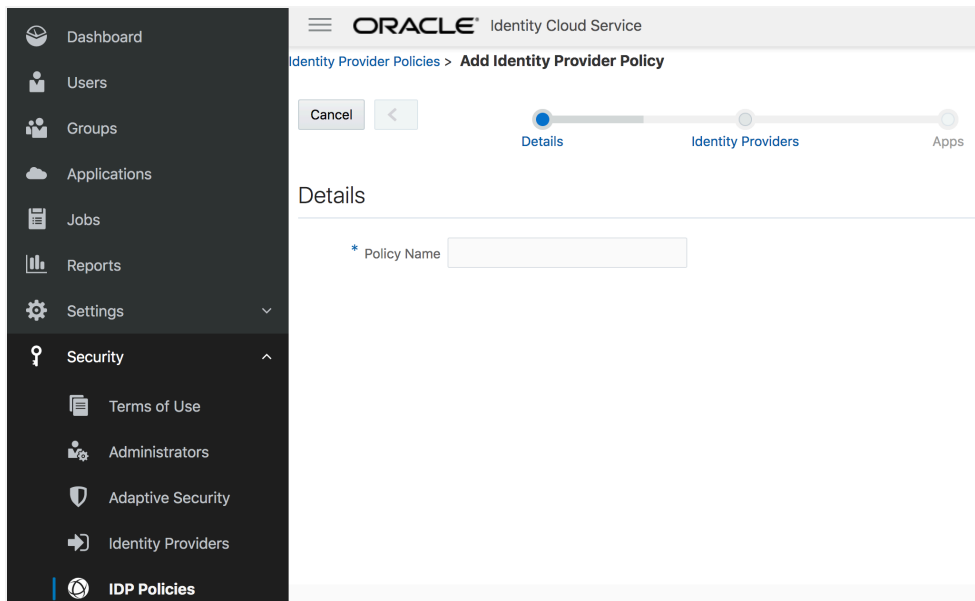 Dashboard
Users
Groups
Applications
Jobs
Reports
Settings
Security
Terms of Use
Administrators
Adaptive Security
Identity Providers
IDP Policies
ORACLE® Identity Cloud Service
Identity Provider Policies > Add Identity Provider Policy
Cancel <
Details Identity Providers Apps
Details
* Policy Name